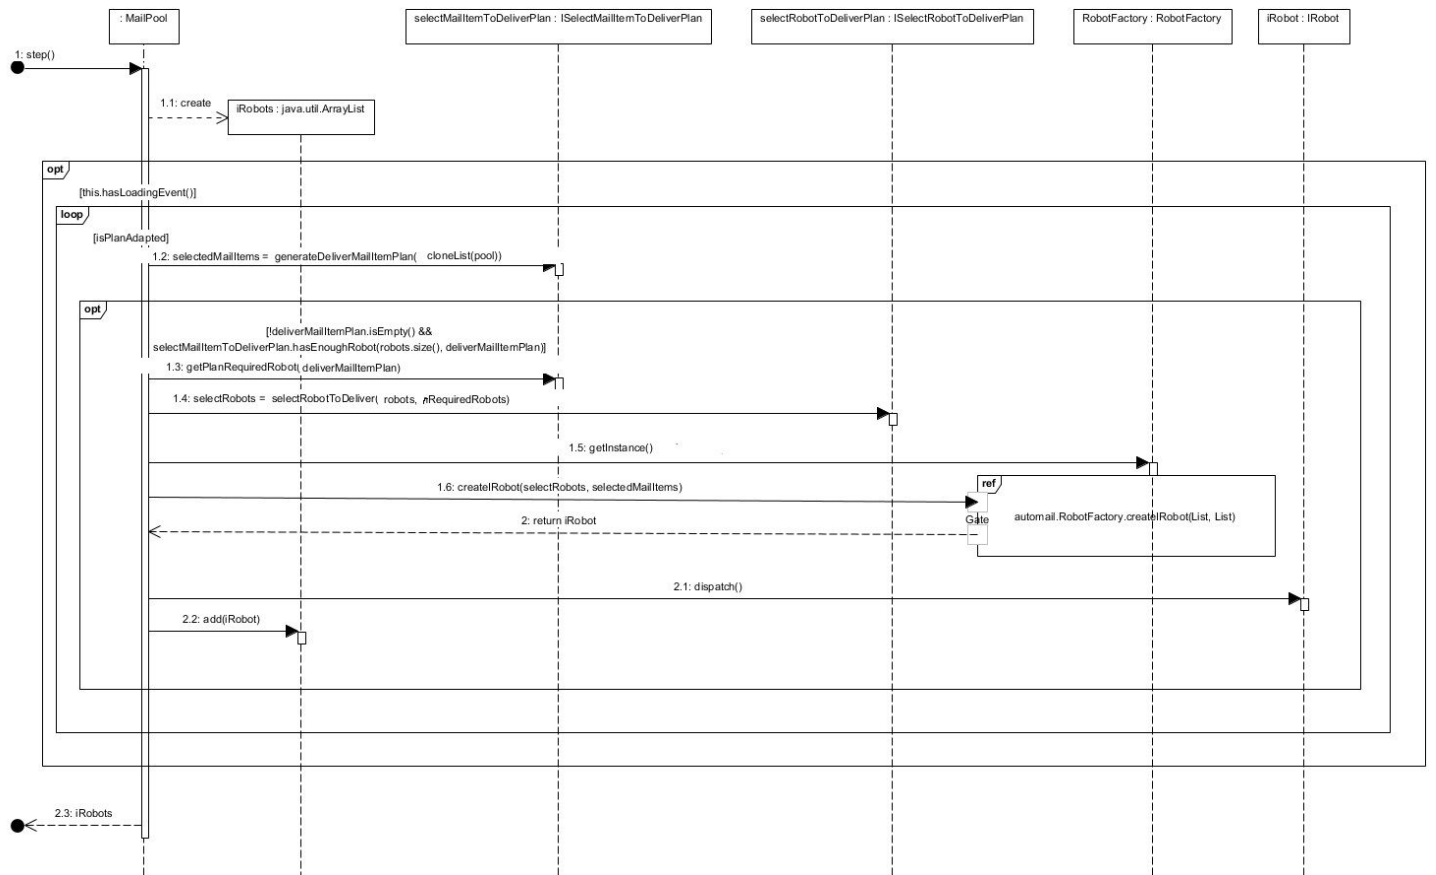 : MailPool
selectMailItemToDeliverPlan : ISelectMailItemToDeliverPlan
selectRobotToDeliverPlan : ISelectRobotToDeliverPlan
RobotFactory : RobotFactory
iRobot : IRobot
1: step()
1.1: create
iRobots : java.util.ArrayList
opt
[this.hasLoadingEvent()]
loop
[isPlanAdapted]
1.2: selectedMailItems = generateDeliverMailItemPlan( cloneList(pool))
opt
[!deliverMailItemPlan.isEmpty() &&
selectMailItemToDeliverPlan.hasEnoughRobot(robots.size(), deliverMailItemPlan)]
1.3: getPlanRequiredRobot( deliverMailItemPlan)
1.4: selectRobots = selectRobotToDeliver( robots, nRequiredRobots)
1.5: getInstance()
1.6: createIRobot(selectRobots, selectedMailItems)
ref
Gate
automail.RobotFactory.createIRobot(List, List)
2: return iRobot
2.1: dispatch()
2.2: add(iRobot)
2.3: iRobots